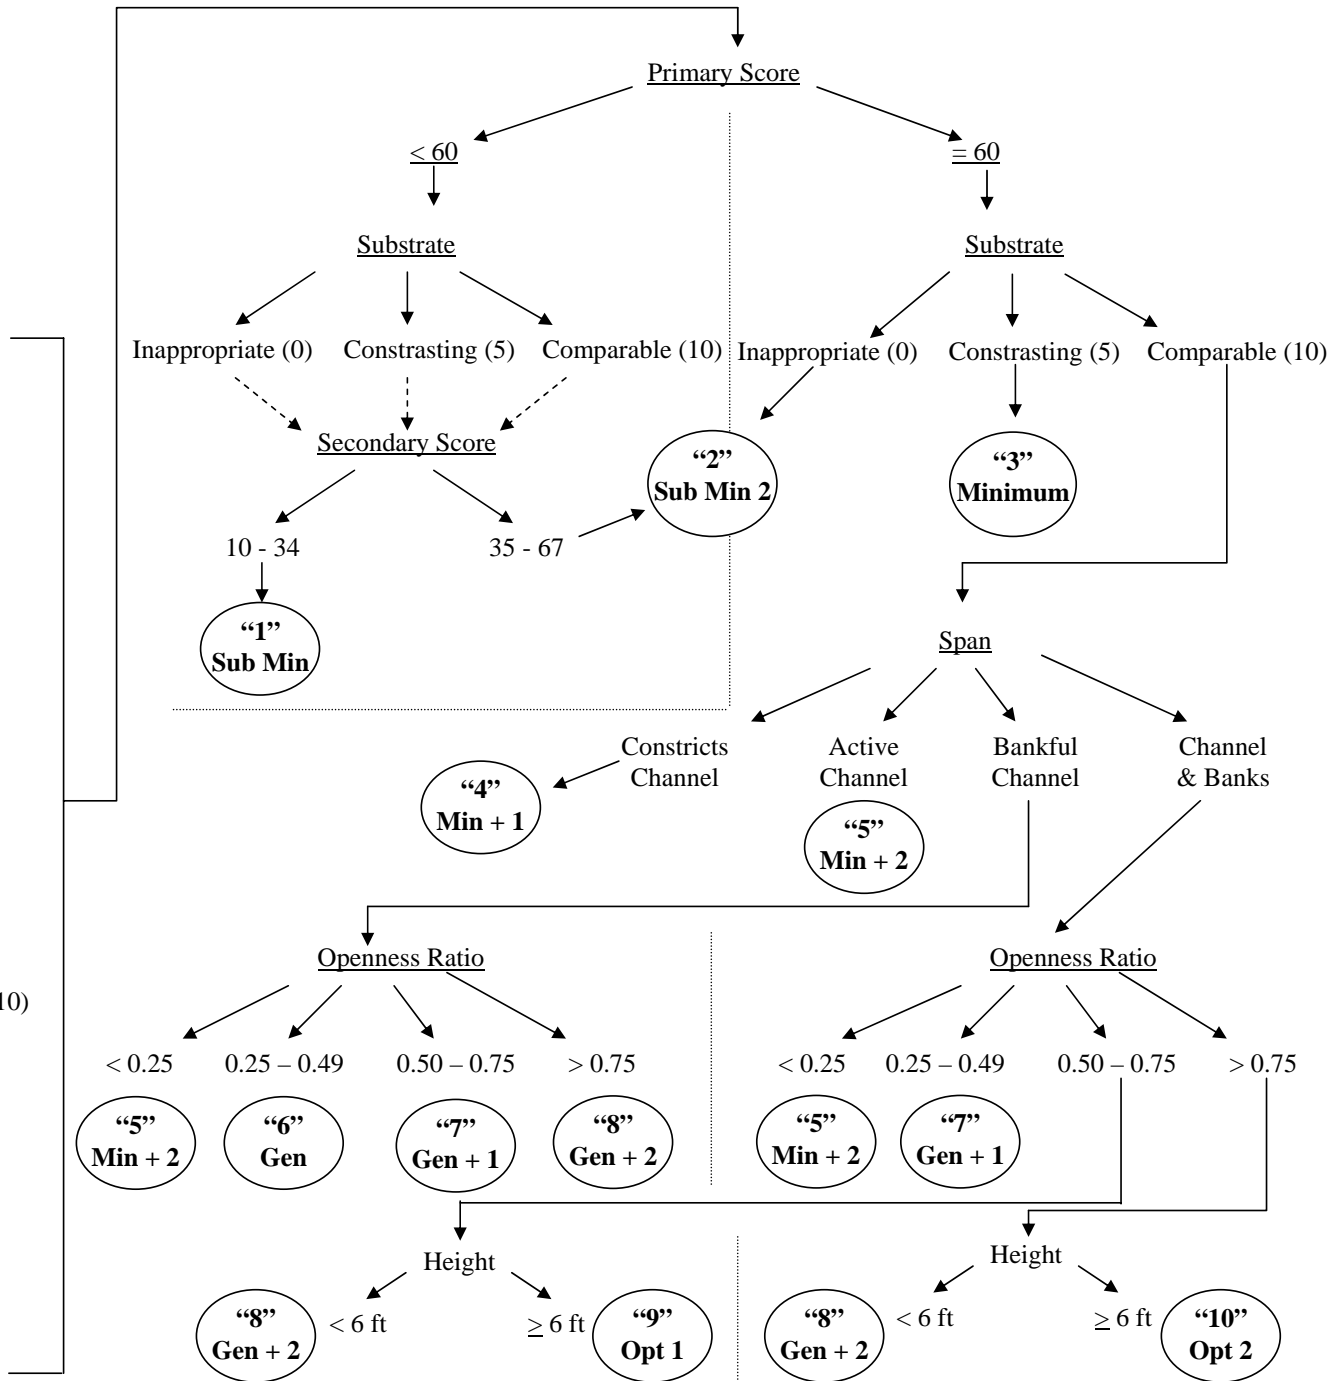 Primary Score
< 60
= 60
Substrate
Substrate
Inappropriate (0) Constrasting (5) Comparable (10)
Inappropriate (0) Constrasting (5) Comparable (10)
Secondary Score
“2”
Sub Min 2
“3”
Minimum
10 - 34
35 - 67
“1”
Sub Min
Span
Constricts
Channel
Active
Channel
Bankful
Channel
Channel
& Banks
“4”
Min + 1
“5”
Min + 2
Openness Ratio
Openness Ratio
10)
< 0.25 0.25 – 0.49 0.50 – 0.75 > 0.75
< 0.25 0.25 – 0.49 0.50 – 0.75 > 0.75
“5”
Min + 2
“6”
Gen
“7”
Gen + 1
“8”
Gen + 2
“5”
Min + 2
“7”
Gen + 1
Height
Height
“8”
Gen + 2
< 6 ft
≥ 6 ft
“9”
Opt 1
“8”
Gen + 2
< 6 ft
≥ 6 ft
“10”
Opt 2